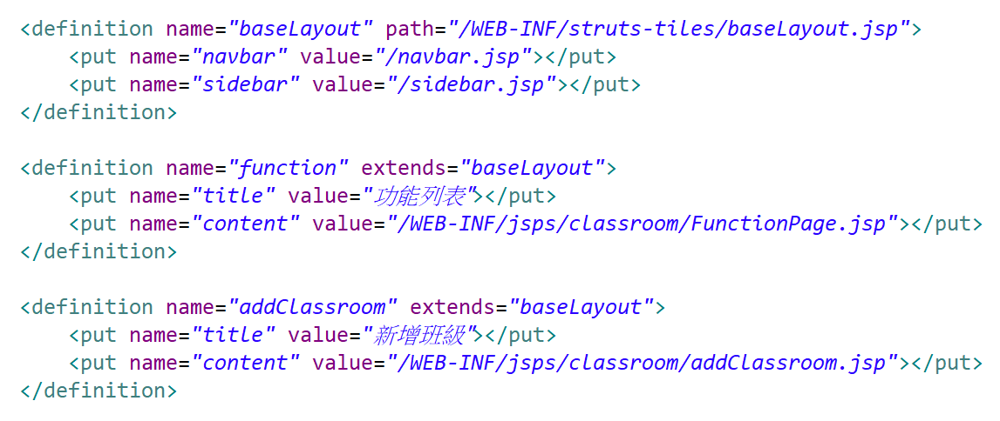 <definition name="baseLayout" path="/WEB-INF/struts-tiles/baseLayout.jsp">
<put name="navbar" value="/navbar.jsp"></put>
<put name="sidebar" value="/sidebar.jsp"></put>
</definition>
<definition name="function" extends="baseLayout">
<put name="title" value="功能列表"></put>
<put name="content" value="/WEB-INF/jsps/classroom/FunctionPage.jsp"></put>
</definition>
<definition name="addClassroom" extends="baseLayout">
<put name="title" value="新增班級"></put>
<put name="content" value="/WEB-INF/jsps/classroom/addClassroom.jsp"></put>
</definition>